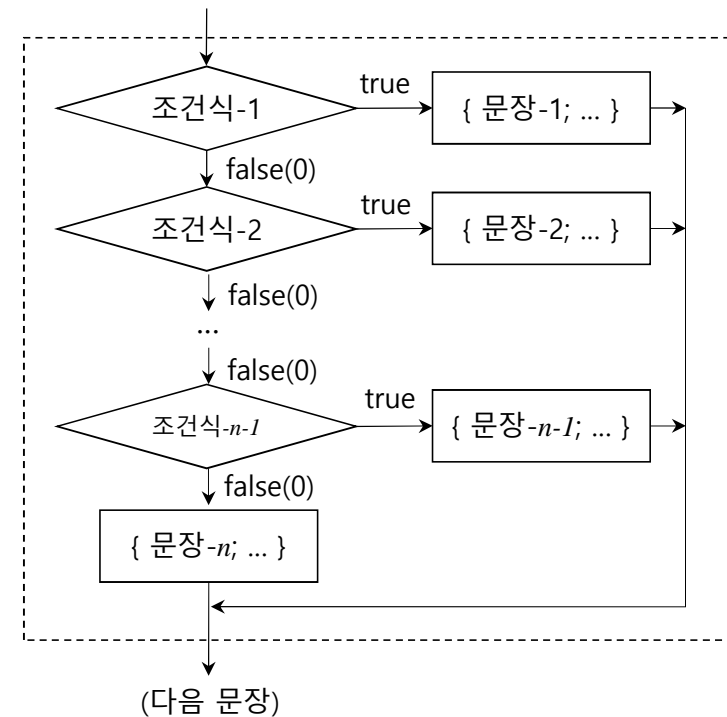 조건식-1
true
{ 문장-1; ... }
false(0)
조건식-2
true
{ 문장-2; ... }
false(0)
...
false(0)
조건식-n-1
true
{ 문장-n-1; ... }
false(0)
{ 문장-n; ... }
(다음 문장)